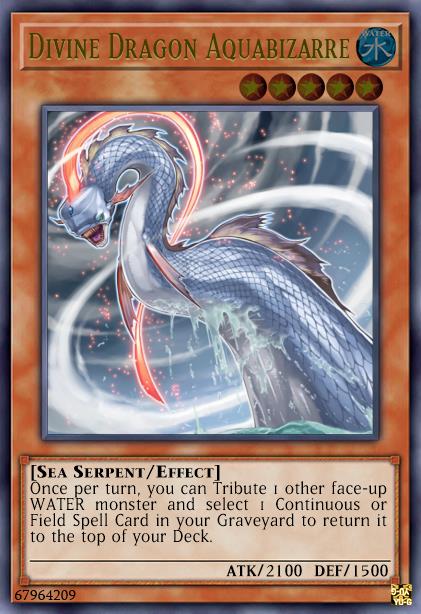 Divine Dragon Aquabizarre
WATER
水
[Sea Serpent/Effect]
Once per turn, you can Tribute 1 other face-up
WATER monster and select 1 Continuous or
Field Spell Card in your Graveyard to return it
to the top of your Deck.
ATK/2100 DEF/1500
67964209